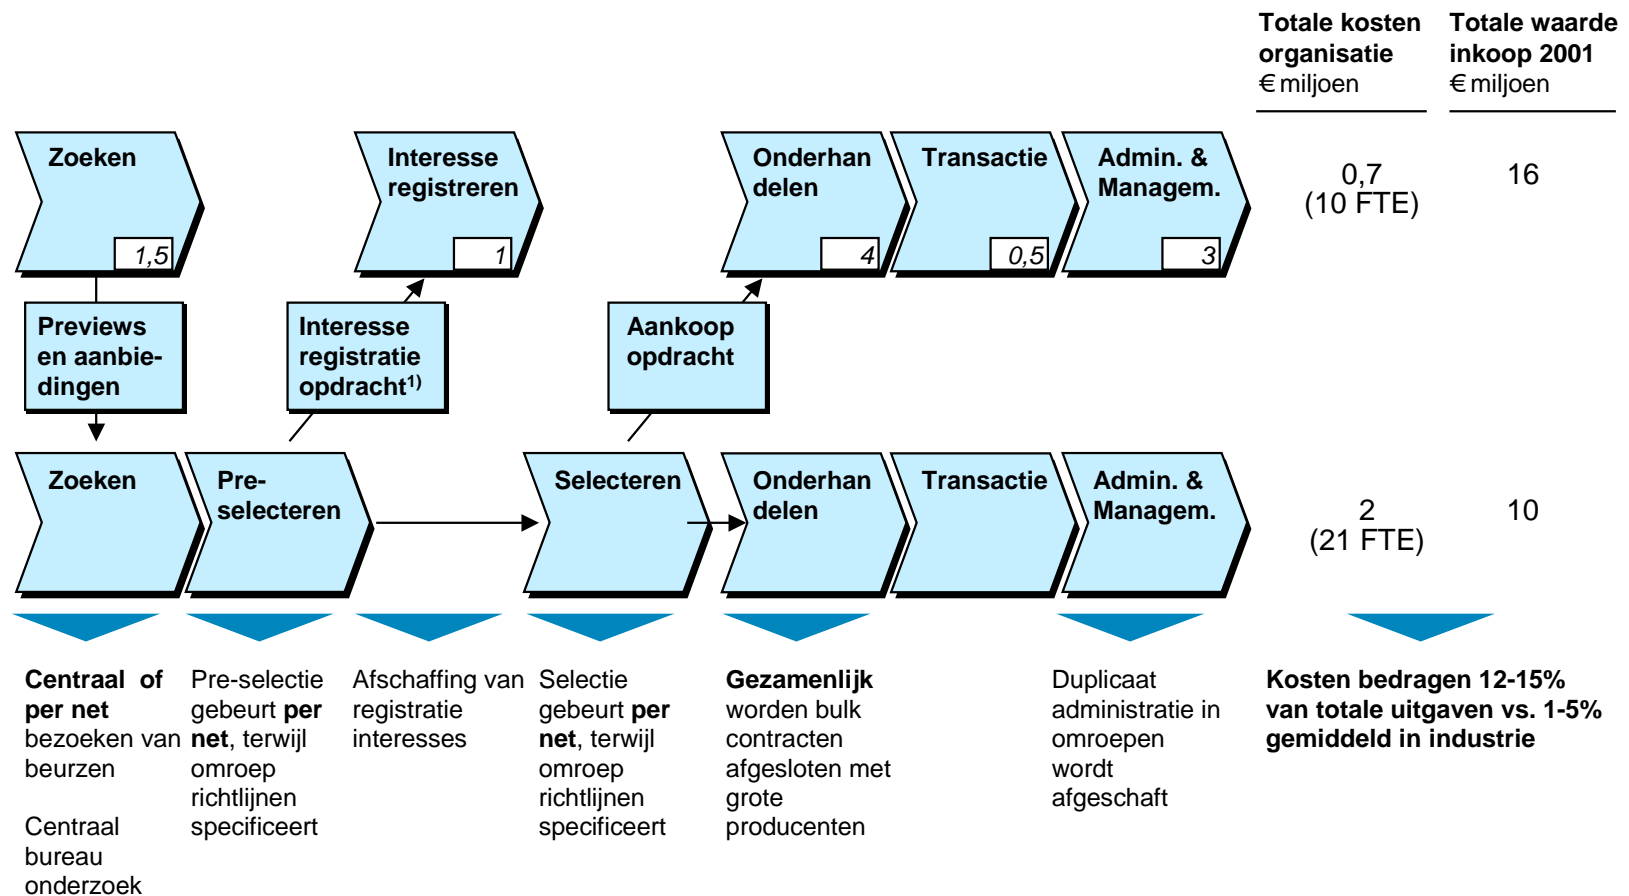 Totale kosten
organisatie
€ miljoen
Totale waarde
inkoop 2001
€ miljoen
Zoeken
1,5
Interesse
registreren
1
Onderhan
delen
4
Transactie
0,5
Admin. &
Managem.
3
0,7
(10 FTE)
16
Previews
en aanbie-
dingen
Interesse
registratie
opdracht1)
Aankoop
opdracht
Zoeken
Pre-
selecteren
Selecteren
Onderhan
delen
Transactie
Admin. &
Managem.
2
(21 FTE)
10
Centraal of
per net
bezoeken van
beurzen
Centraal
bureau
onderzoek
Pre-selectie
gebeurt per
net, terwijl
omroep
richtlijnen
specificeert
Afschaffing van
registratie
interesses
Selectie
gebeurt per
net, terwijl
omroep
richtlijnen
specificeert
Gezamenlijk
worden bulk
contracten
afgesloten met
grote
producenten
Duplicaat
administratie in
omroepen
wordt
afgeschaft
Kosten bedragen 12-15%
van totale uitgaven vs. 1-5%
gemiddeld in industrie